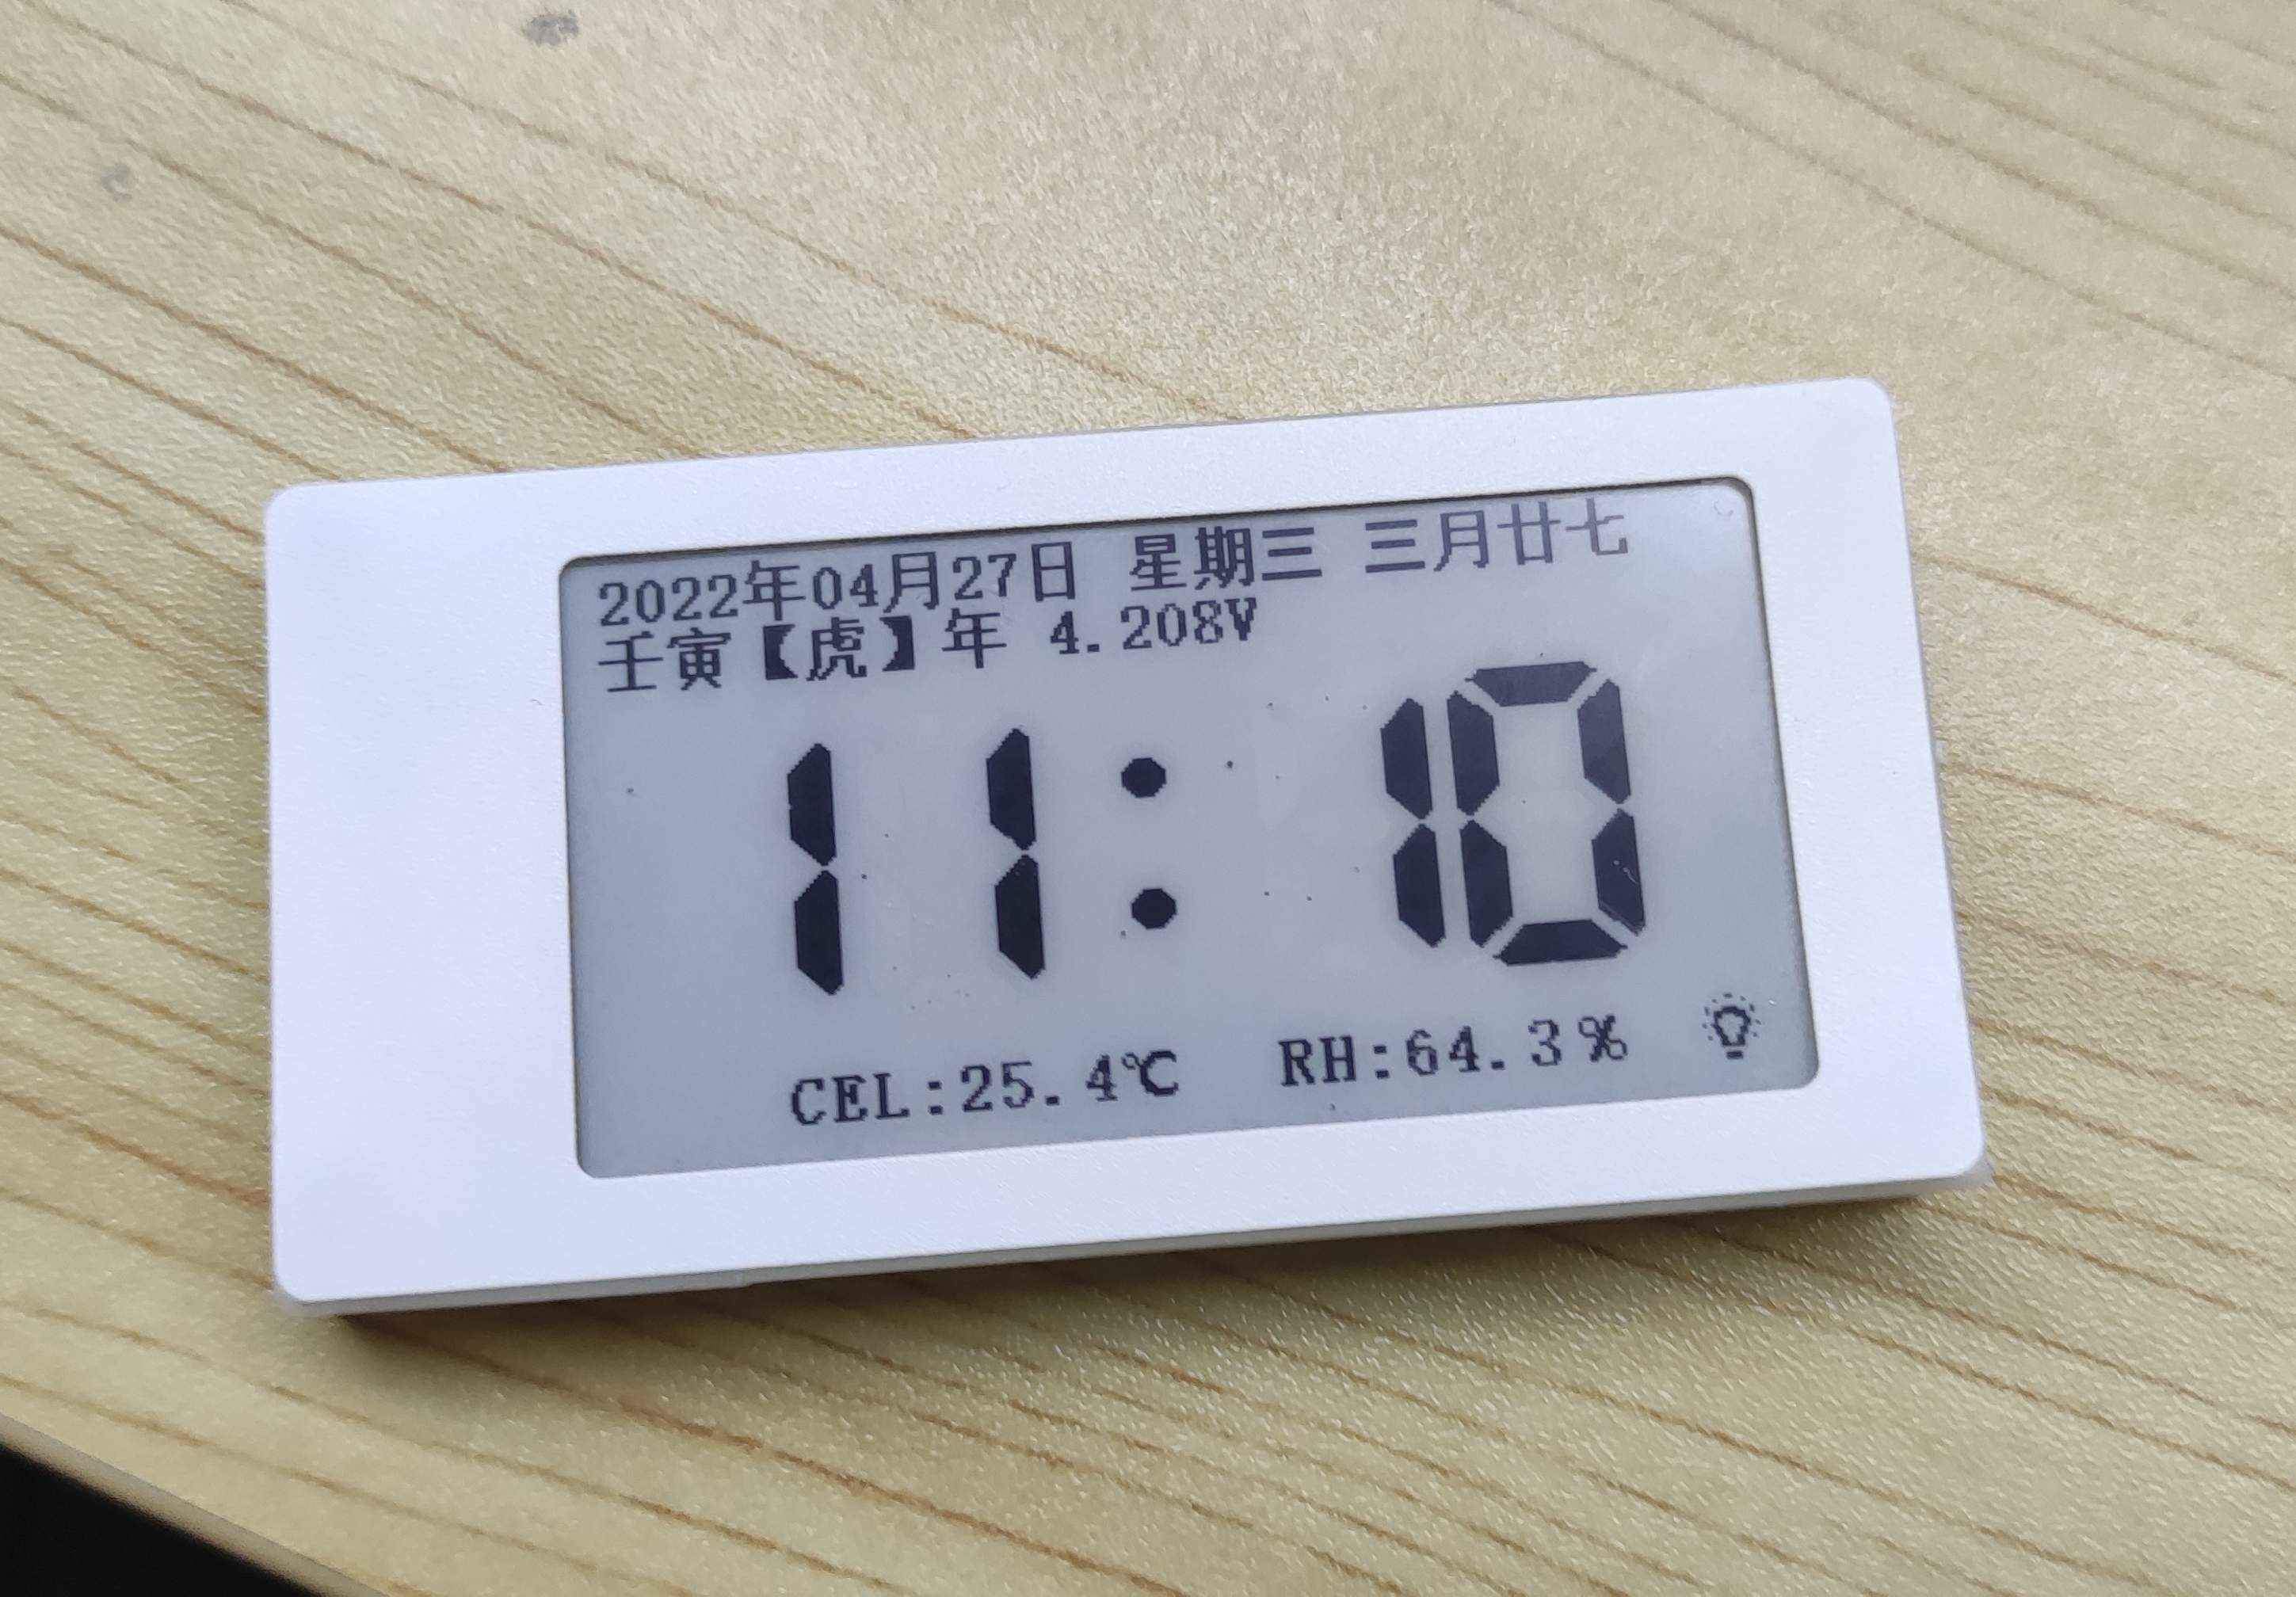 2022年04月27日 星期三 三月廿七
壬寅【虎】年 4.208V
11:10
CEL:25.4℃ RH:64.3%